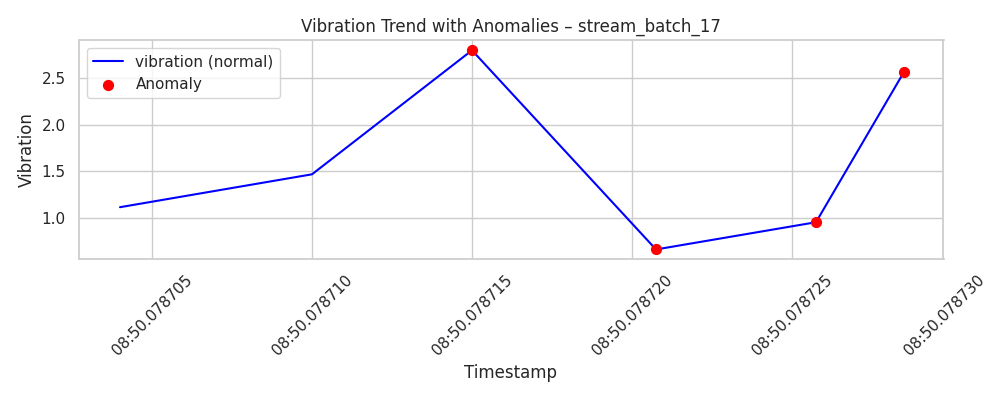 Vibration Trend with Anomalies – stream_batch_17
vibration (normal)
Anomaly
Vibration
2.5
2.0
1.5
1.0
08:50.078705
08:50.078710
08:50.078715
08:50.078720
08:50.078725
08:50.078730
Timestamp